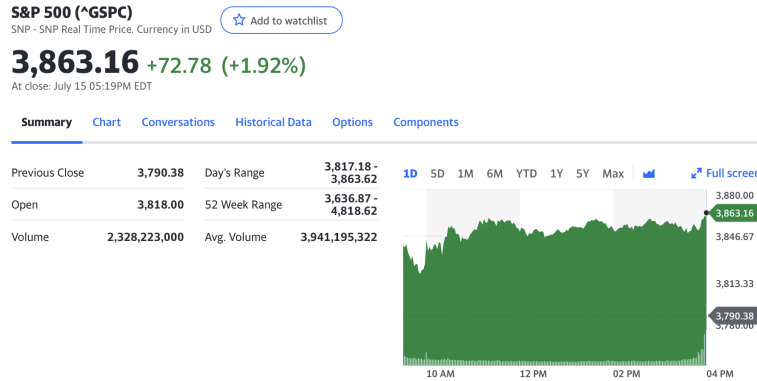 S&P 500 (^GSPC)
Add to watchlist
SNP - SNP Real Time Price. Currency in USD
3,863.16 +72.78 (+1.92%)
At close: July 15 05:19PM EDT
Summary Chart Conversations Historical Data Options Components
Previous Close 3,790.38
Open 3,818.00
Volume 2,328,223,000
Day's Range 3,817.18 -
3,863.62
52 Week Range 3,636.87 -
4,818.62
Avg. Volume 3,941,195,322
1D 5D 1M 6M YTD 1Y 5Y Max Full screen
3,880.00
3,863.16
3,846.67
3,813.33
3,790.38
3,780.00
10 AM 12 PM 02 PM 04 PM